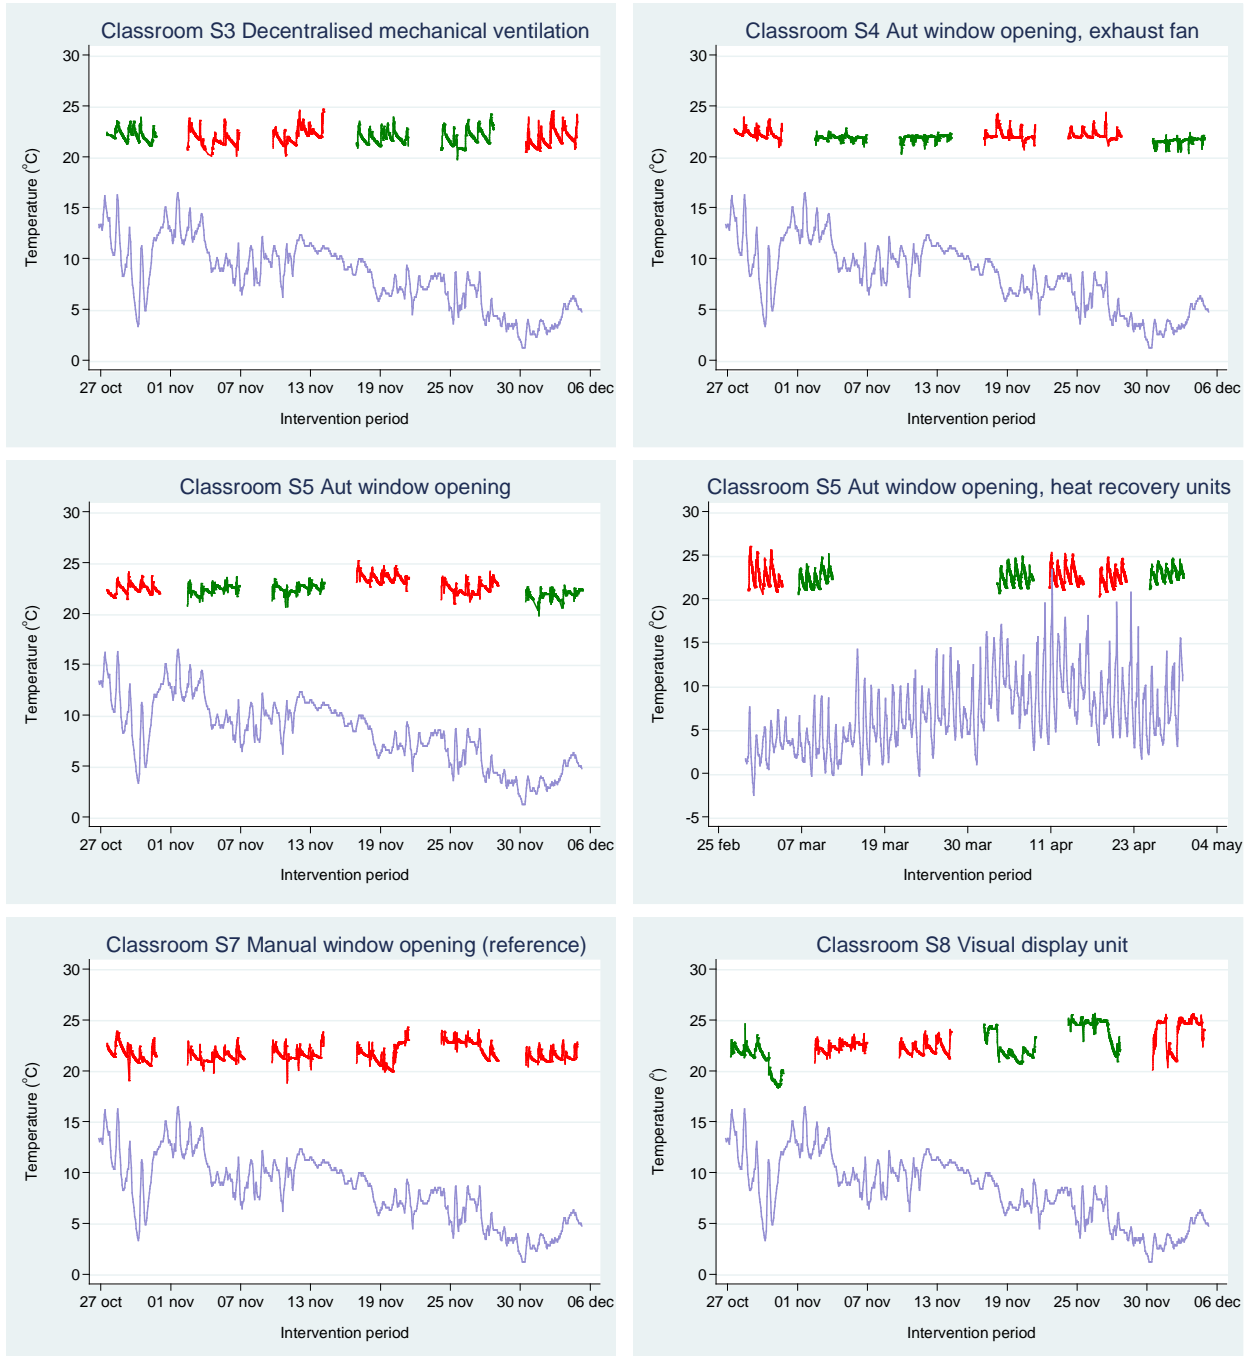 Classroom S3 Decentralised mechanical ventilation
30
25
20
15
10
5
0
Temperature (°C)
27 oct 01 nov 07 nov 13 nov 19 nov 25 nov 30 nov 06 dec
Intervention period
Classroom S4 Aut window opening, exhaust fan
30
25
20
15
10
5
0
Temperature (°C)
27 oct 01 nov 07 nov 13 nov 19 nov 25 nov 30 nov 06 dec
Intervention period
Classroom S5 Aut window opening
30
25
20
15
10
5
0
Temperature (°C)
27 oct 01 nov 07 nov 13 nov 19 nov 25 nov 30 nov 06 dec
Intervention period
Classroom S5 Aut window opening, heat recovery units
30
25
20
15
10
5
0
-5
Temperature (°C)
25 feb 07 mar 19 mar 30 mar 11 apr 23 apr 04 may
Intervention period
Classroom S7 Manual window opening (reference)
30
25
20
15
10
5
0
Temperature (°C)
27 oct 01 nov 07 nov 13 nov 19 nov 25 nov 30 nov 06 dec
Intervention period
Classroom S8 Visual display unit
30
25
20
15
10
5
0
Temperature (°)
27 oct 01 nov 07 nov 13 nov 19 nov 25 nov 30 nov 06 dec
Intervention period